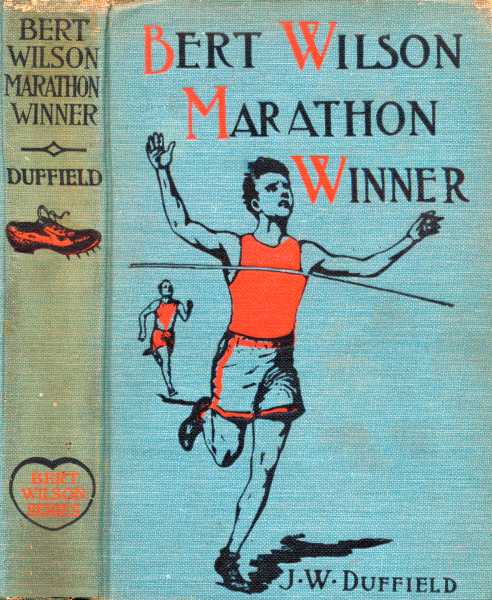 BERT
WILSON
MARATHON
WINNER
DUFFIELD
BERT
WILSON
SERIES
BERT WILSON
MARATHON
WINNER
J.W. DUFFIELD